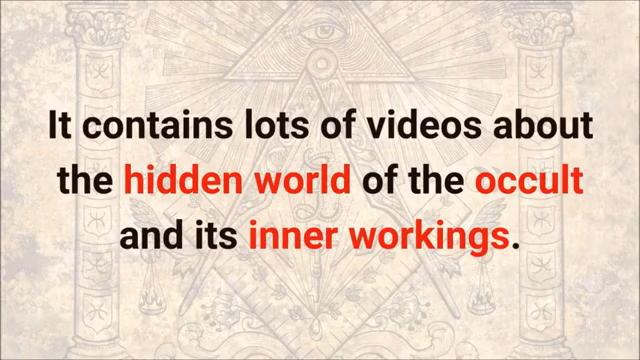 It contains lots of videos about
the hidden world of the occult
and its inner workings.